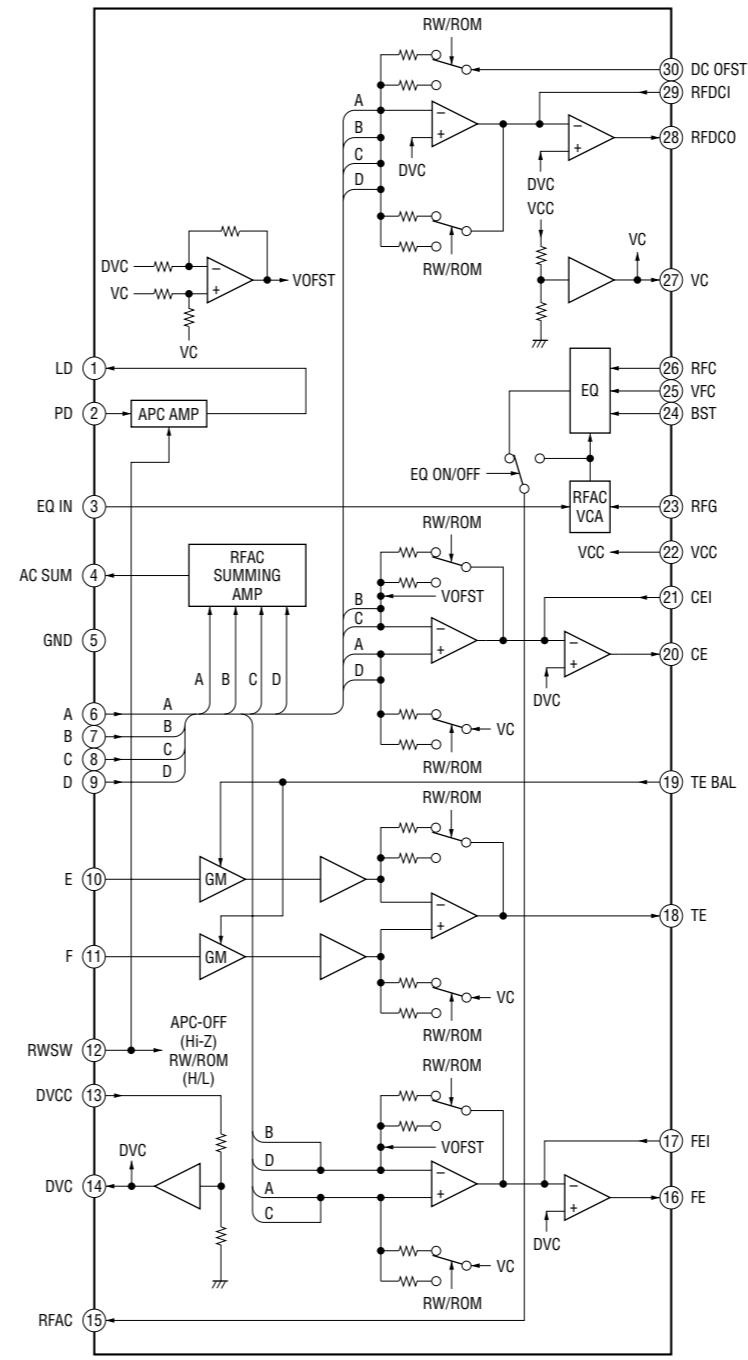 RW/ROM
30 DC OFST
29 RFDCI
A
B
C
D
DVC
28 RFDCO
DVC
VCC
RW/ROM
VC
27 VC
DVC
VC
VOFST
VC
LD 1
PD 2
APC AMP
26 RFC
25 VFC
24 BST
EQ
EQ ON/OFF
EQ IN 3
RFAC
VCA
23 RFG
RW/ROM
VCC
22 VCC
AC SUM 4
RFAC
SUMMING
AMP
VOFST
21 CEI
B
C
A
D
GND 5
20 CE
DVC
A B C D
A 6 A
B 7 B
C 8 C
D 9 D
VC
RW/ROM
19 TE BAL
RW/ROM
E 10
GM
18 TE
F 11
GM
VC
RW/ROM
RWSW 12
APC-OFF
(Hi-Z)
RW/ROM
(H/L)
DVCC 13
RW/ROM
B
D
A
C
VOFST
17 FEI
DVC
DVC 14
16 FE
DVC
VC
RW/ROM
RFAC 15